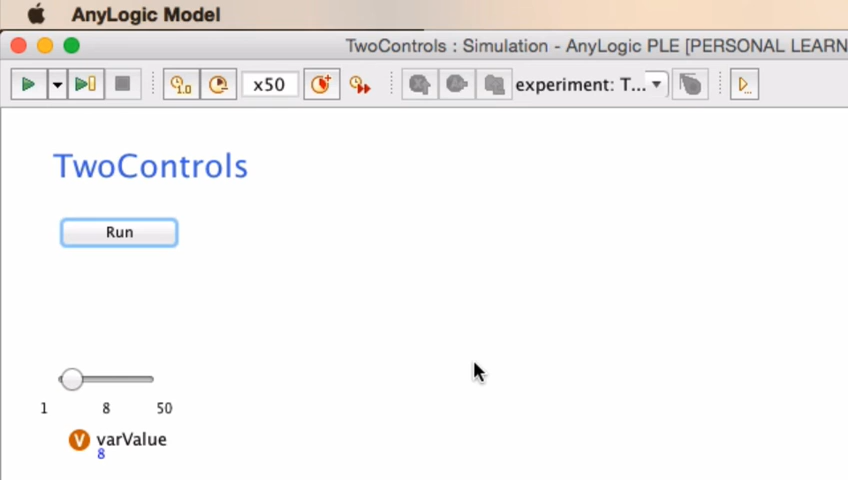 AnyLogic Model
TwoControls : Simulation - AnyLogic PLE [PERSONAL LEARN
x50 experiment: T...
TwoControls
Run
1 8 50
V varValue
8